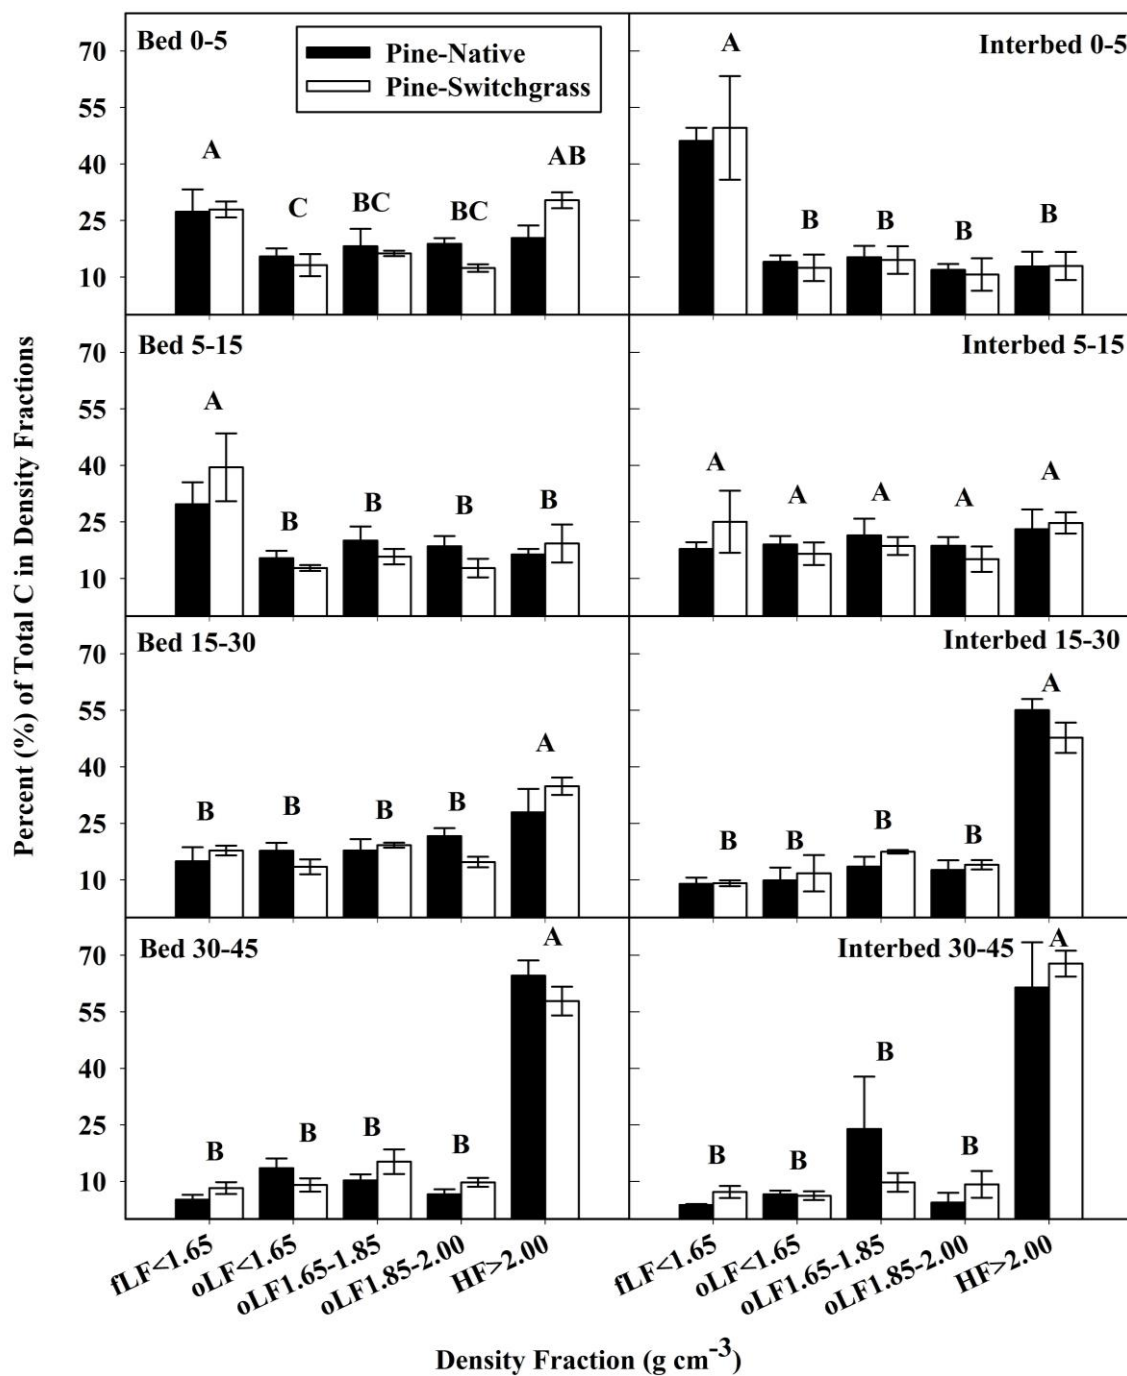 Percent (%) of Total C in Density Fractions
Bed 0-5
Pine-Native
Pine-Switchgrass
70
55
40
25
10
A
C
BC
BC
AB
Interbed 0-5
A
B
B
B
B
Bed 5-15
70
55
40
25
10
A
B
B
B
B
Interbed 5-15
A
A
A
A
A
Bed 15-30
70
55
40
25
10
B
B
B
B
A
Interbed 15-30
B
B
B
B
A
Bed 30-45
70
55
40
25
10
B
B
B
B
A
Interbed 30-45
B
B
B
B
A
fLF<1.65
oLF<1.65
oLF1.65-1.85
oLF1.85-2.00
HF>2.00
fLF<1.65
oLF<1.65
oLF1.65-1.85
oLF1.85-2.00
HF>2.00
Density Fraction (g cm⁻³)